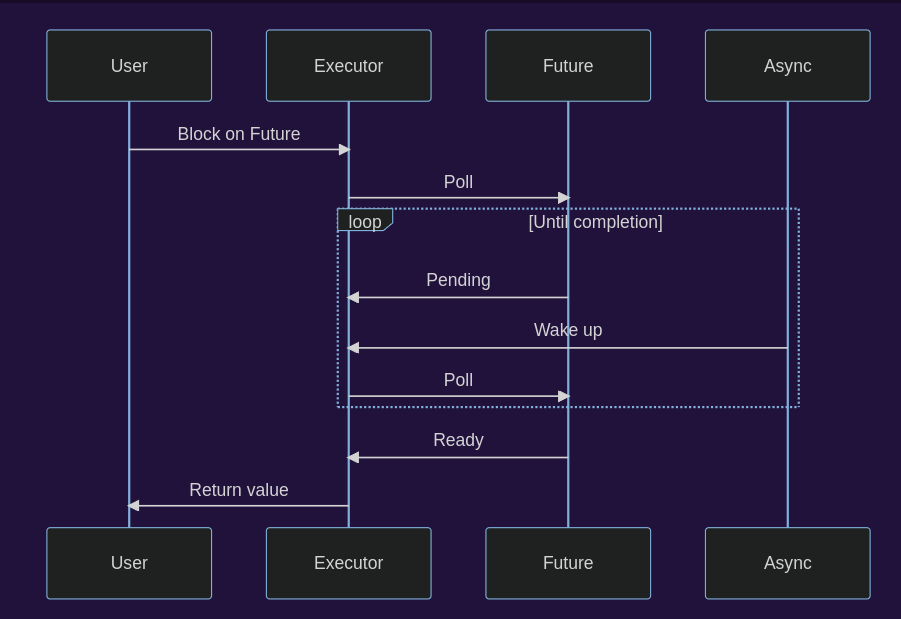 User
Executor
Future
Async
Block on Future
Poll
loop
[Until completion]
Pending
Wake up
Poll
Ready
Return value
User
Executor
Future
Async